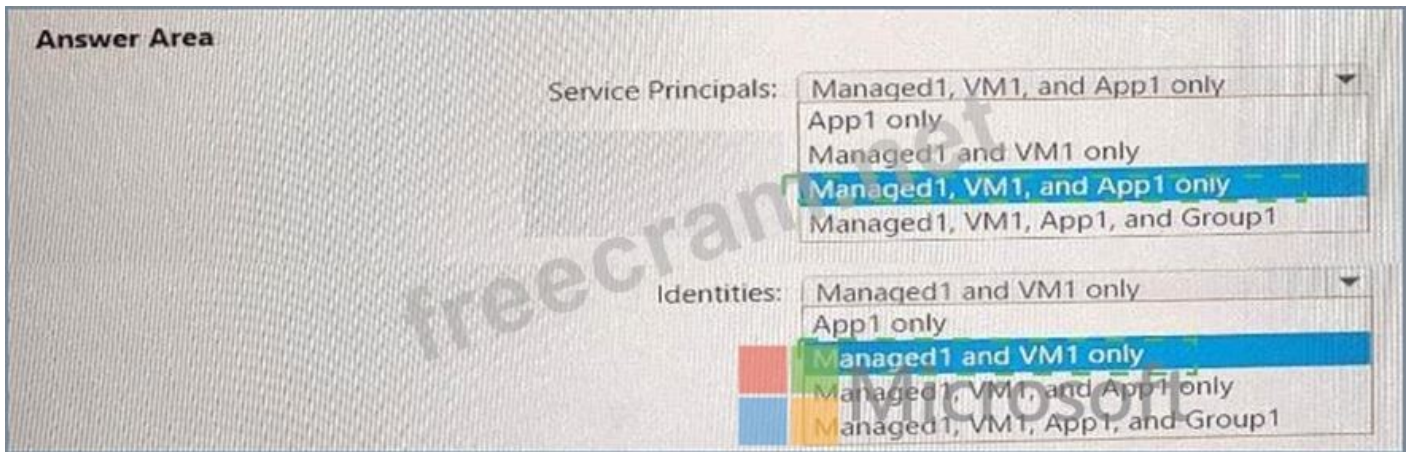 Answer Area
Service Principals: Managed1, VM1, and App1 only
App1 only
Managed1 and VM1 only
Managed1, VM1, and App1 only
Managed1, VM1, App1, and Group1
freecram.net
Identities: Managed1 and VM1 only
App1 only
Managed1 and VM1 only
Managed1, VM1, and App1 only
Managed1, VM1, App1, and Group1
Microsoft